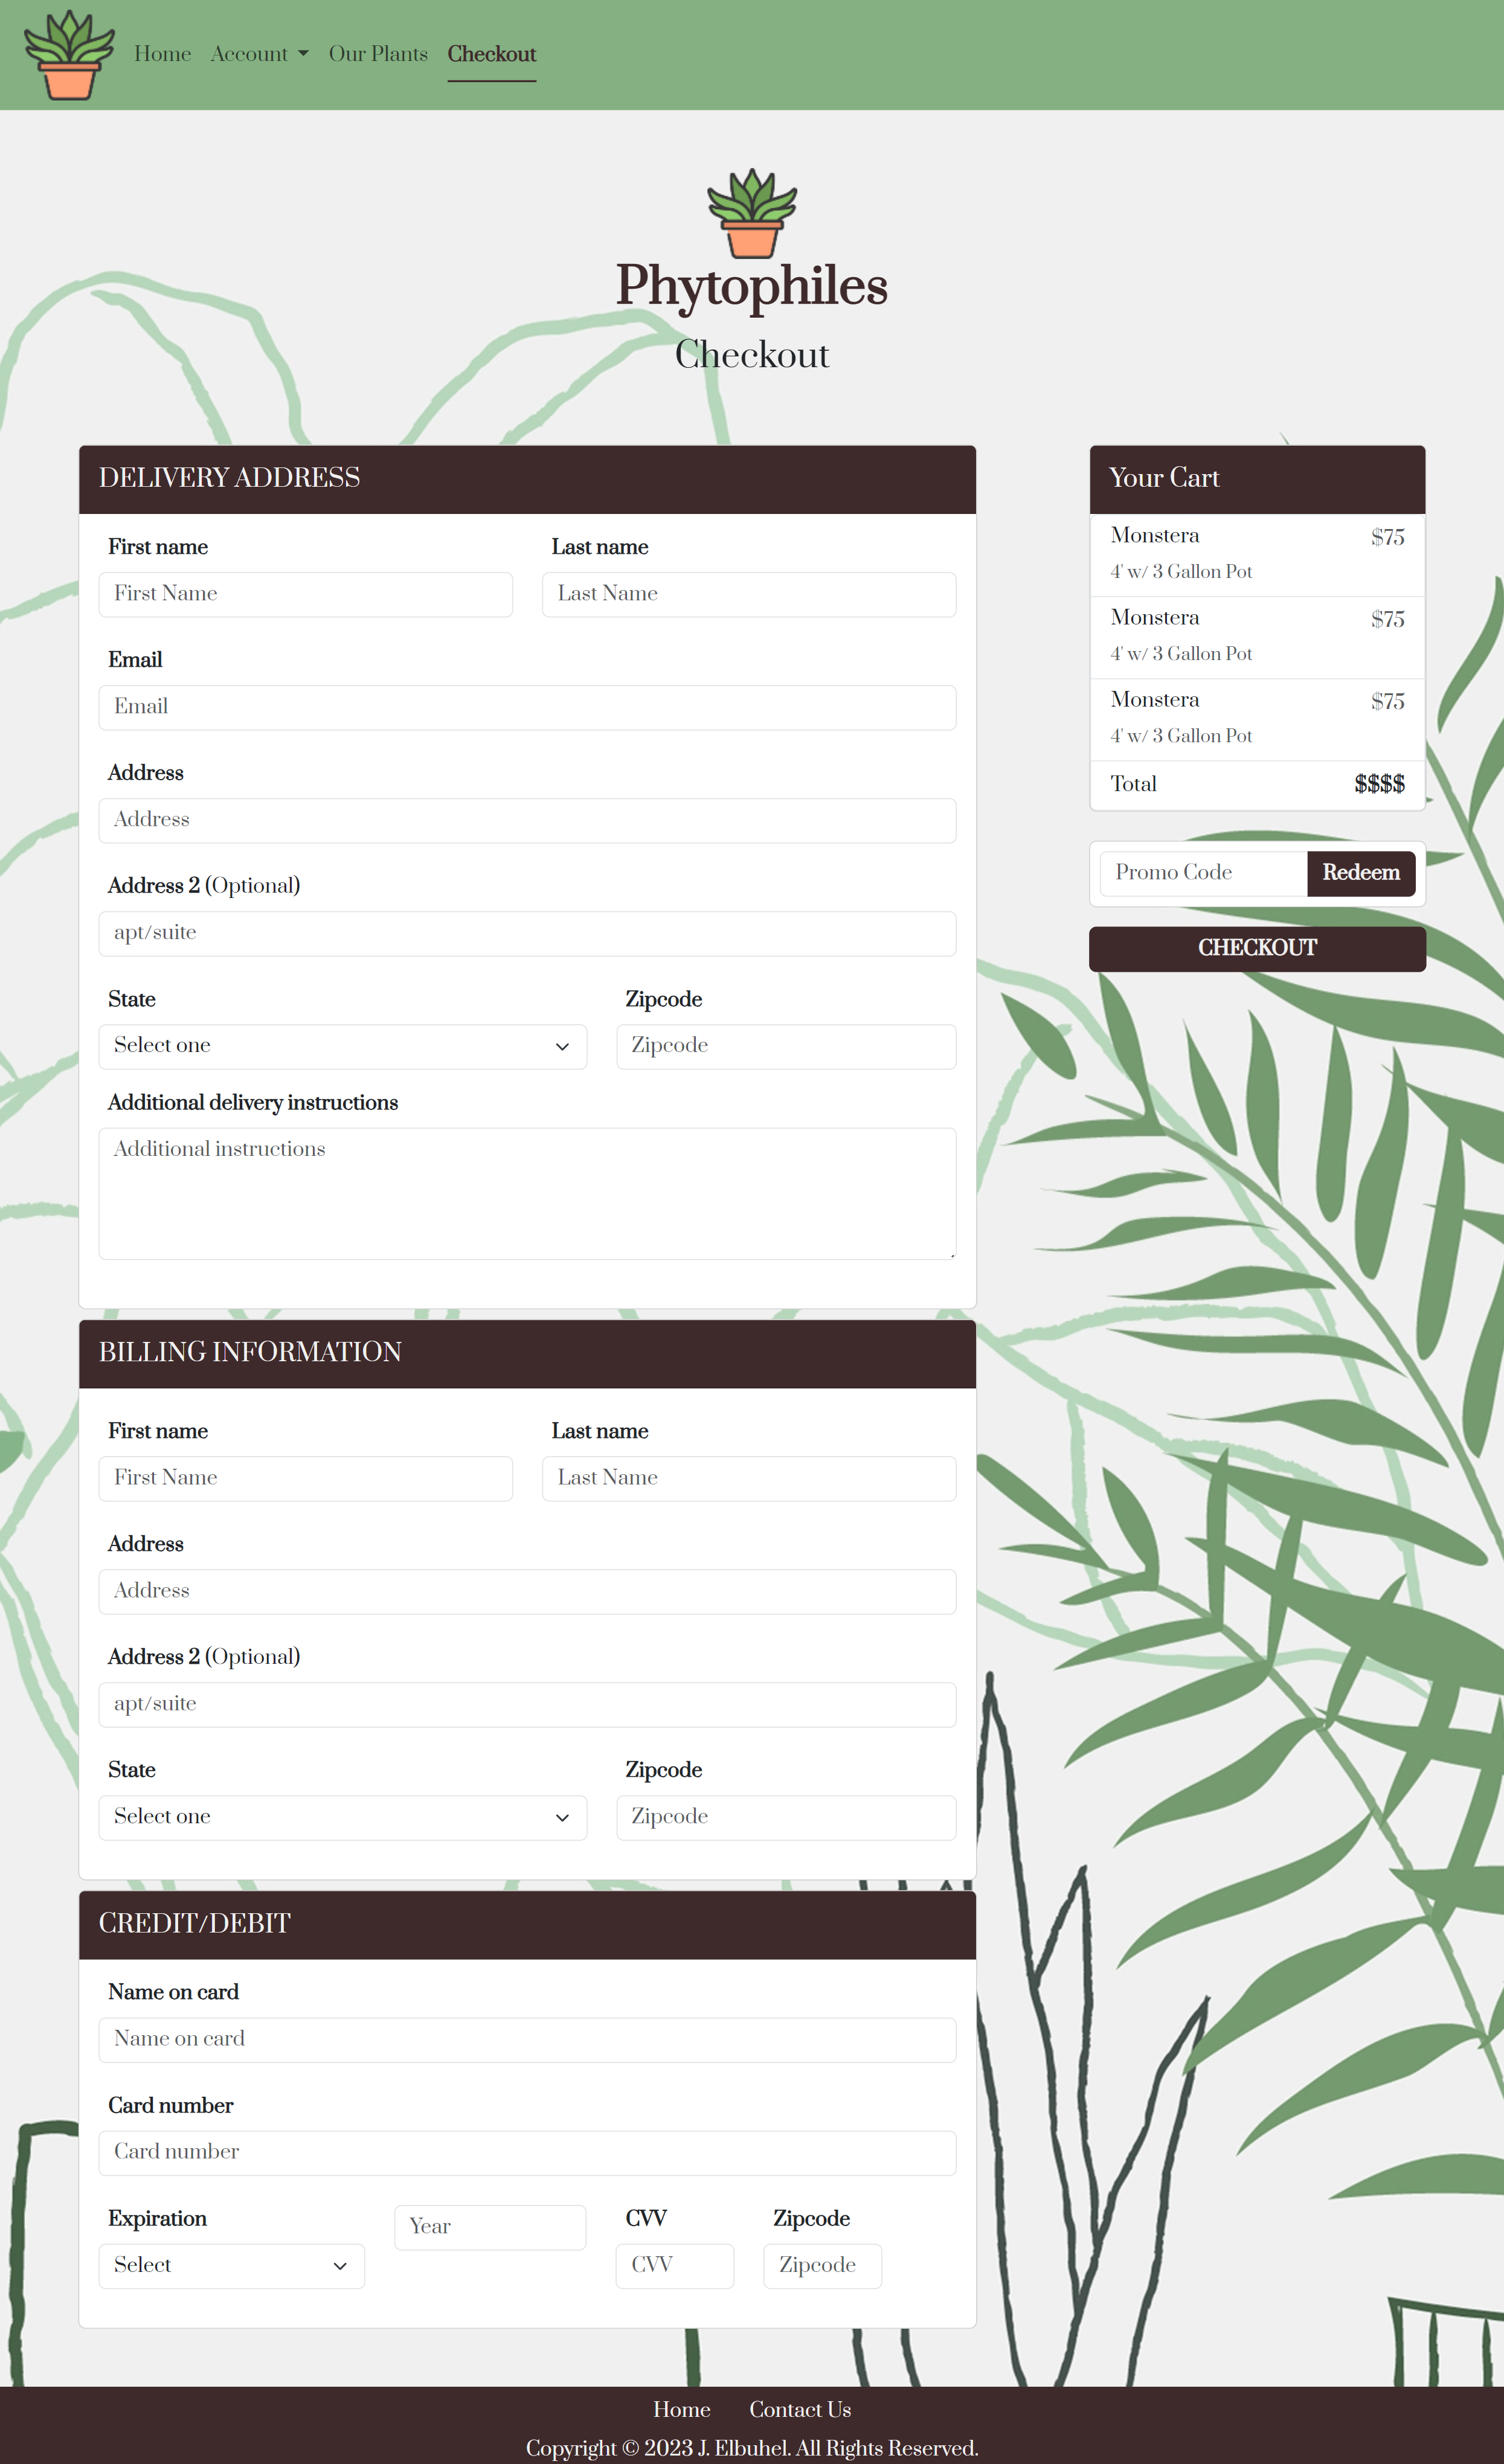 Home Account Our Plants Checkout
Phytophiles
Checkout
DELIVERY ADDRESS
First name Last name
First Name Last Name
Email
Email
Address
Address
Address 2 (Optional)
apt/suite
State Zipcode
Select one Zipcode
Additional delivery instructions
Additional instructions
Your Cart
Monstera $75
4' w/ 3 Gallon Pot
Monstera $75
4' w/ 3 Gallon Pot
Monstera $75
4' w/ 3 Gallon Pot
Total $$$$
Promo Code Redeem
CHECKOUT
BILLING INFORMATION
First name Last name
First Name Last Name
Address
Address
Address 2 (Optional)
apt/suite
State Zipcode
Select one Zipcode
CREDIT/DEBIT
Name on card
Name on card
Card number
Card number
Expiration Year CVV Zipcode
Select CVV Zipcode
Home Contact Us
Copyright © 2023 J. Elbuhel. All Rights Reserved.